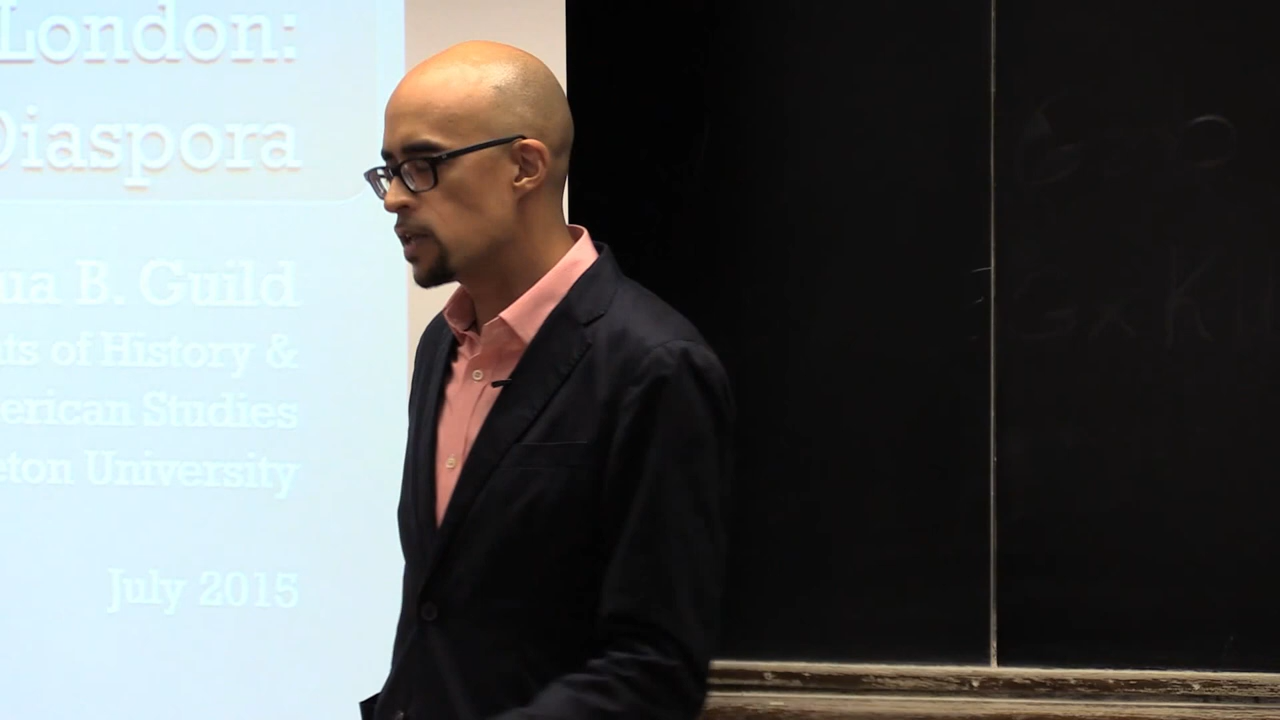 London:
Diaspora
ua B. Guild
ts of History &
erican Studies
eton University
July 2015